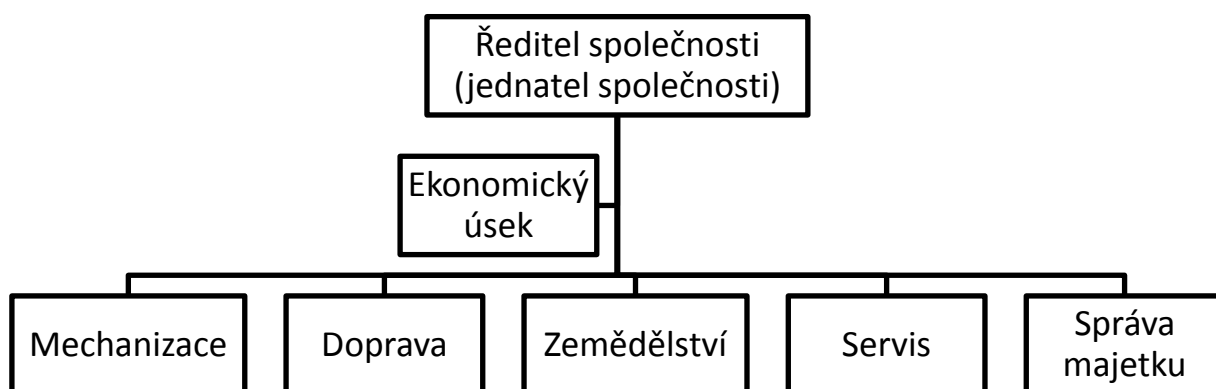 Ředitel společnosti
(jednatel společnosti)
Ekonomický
úsek
Mechanizace
Doprava
Zemědělství
Servis
Správa
majetku